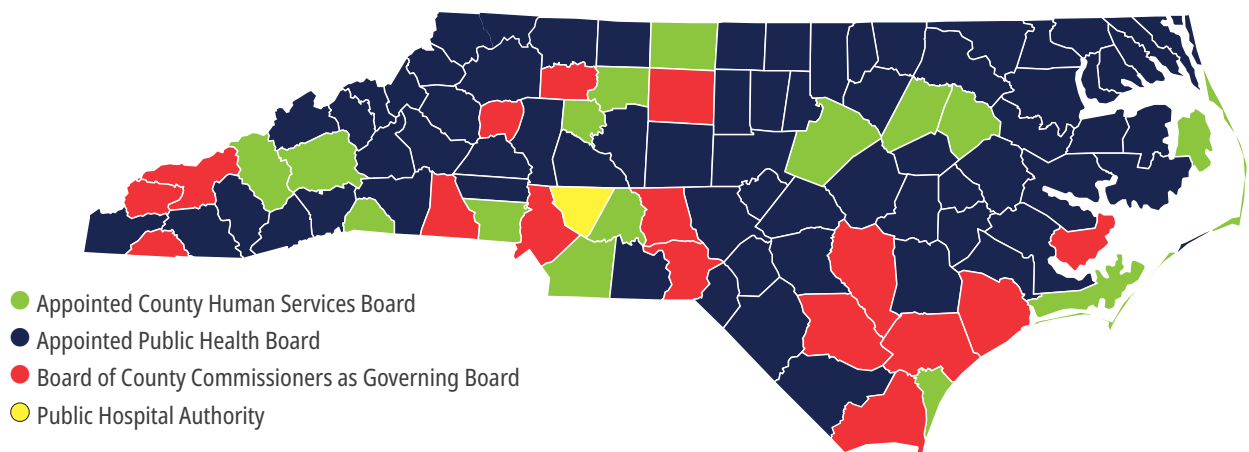 Appointed County Human Services Board
Appointed Public Health Board
Board of County Commissioners as Governing Board
Public Hospital Authority